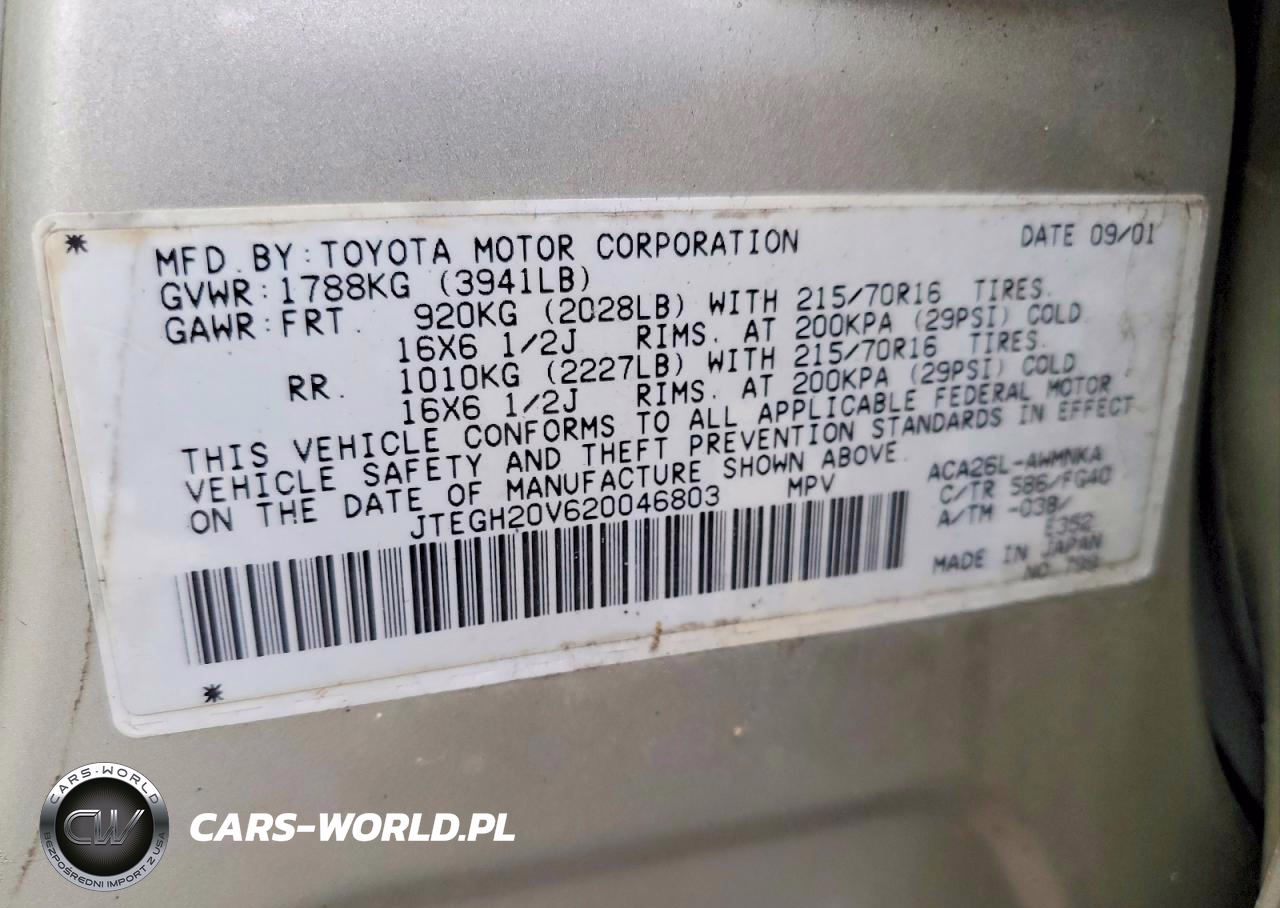 MFD. BY: TOYOTA MOTOR CORPORATION DATE 09/01
GVWR: 1788KG (3941LB)
GAWR: FRT. 920KG (2028LB) WITH 215/70R16 TIRES.
16X6 1/2J RIMS. AT 200KPA (29PSI) COLD
RR. 1010KG (2227LB) WITH 215/70R16 TIRES.
16X6 1/2J RIMS. AT 200KPA (29PSI) COLD
THIS VEHICLE CONFORMS TO ALL APPLICABLE FEDERAL MOTOR
VEHICLE SAFETY AND THEFT PREVENTION STANDARDS IN EFFECT
ON THE DATE OF MANUFACTURE SHOWN ABOVE.
JTEGH20V620046803 MPV
ACA26L-AWMNKA
C/TR 586/FG40
A/TM -03B/
E352
MADE IN JAPAN
NO. 799
CARS-WORLD
CW
BEZPOŚREDNI IMPORT Z USA
CARS-WORLD.PL